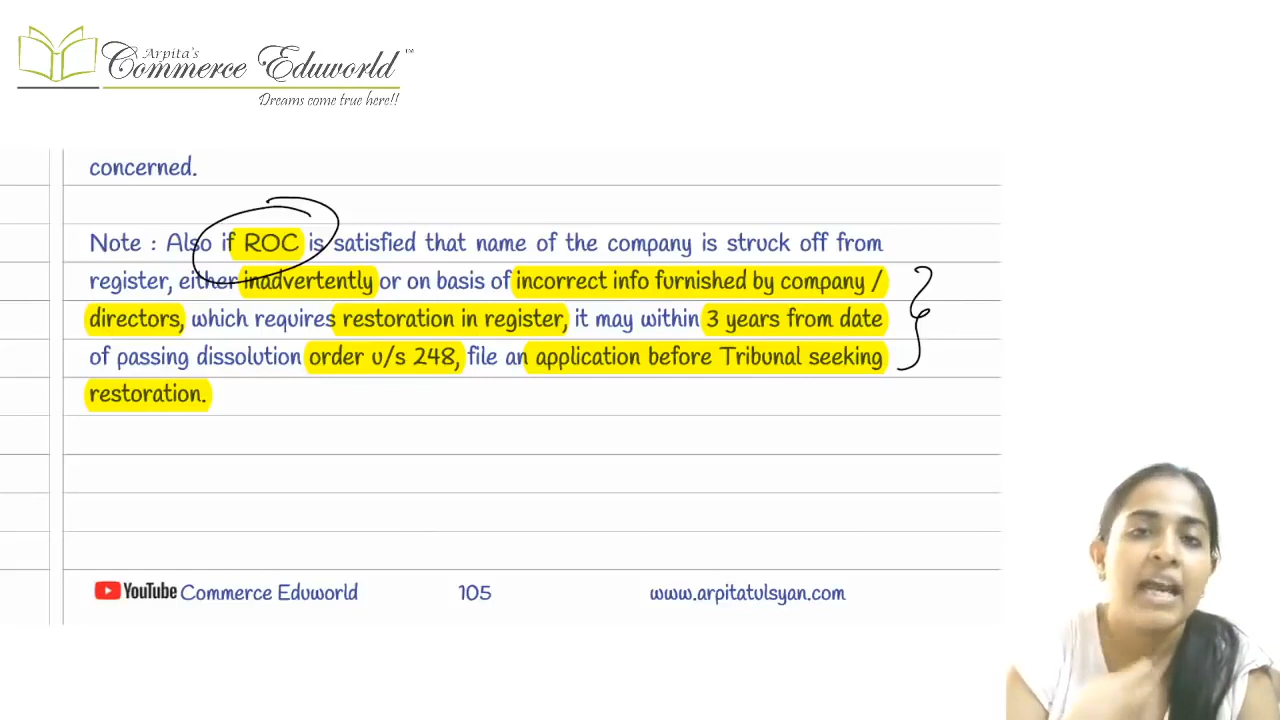 Arpita's
Commerce Eduworld™
Dreams come true here!!
concerned.
Note : Also if ROC is satisfied that name of the company is struck off from
register, either inadvertently or on basis of incorrect info furnished by company /
directors, which requires restoration in register, it may within 3 years from date
of passing dissolution order u/s 248, file an application before Tribunal seeking
restoration.
YouTube Commerce Eduworld 105 www.arpitatulsyan.com